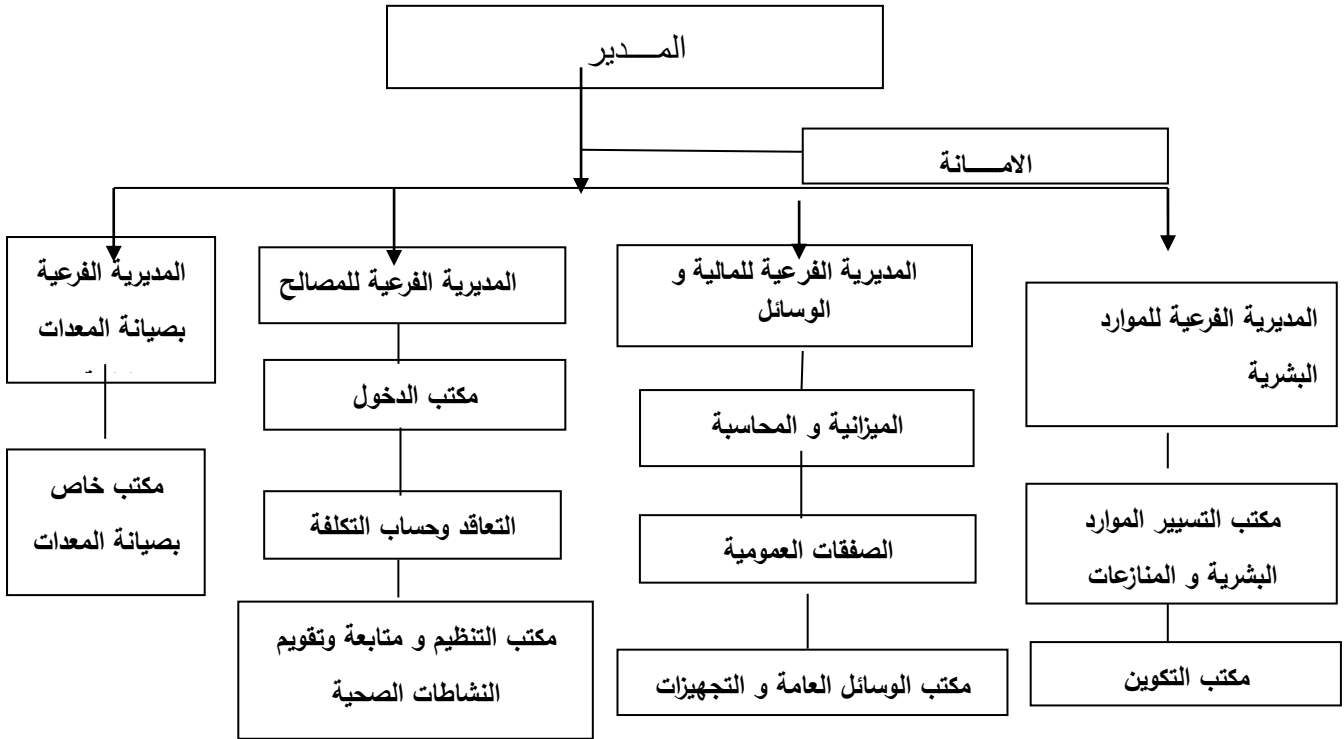 المـــــدير
الامـــــانة
المديرية الفرعية للموارد
البشرية
المديرية الفرعية للمالية و
الوسائل
المديرية الفرعية للمصالح
المديرية الفرعية
بصيانة المعدات
الميزانية و المحاسبة
مكتب الدخول
مكتب التسيير الموارد
البشرية و المنازعات
الصفقات العمومية
التعاقد وحساب التكلفة
مكتب خاص
بصيانة المعدات
مكتب التكوين
مكتب الوسائل العامة و التجهيزات
مكتب التنظيم و متابعة وتقويم
النشاطات الصحية